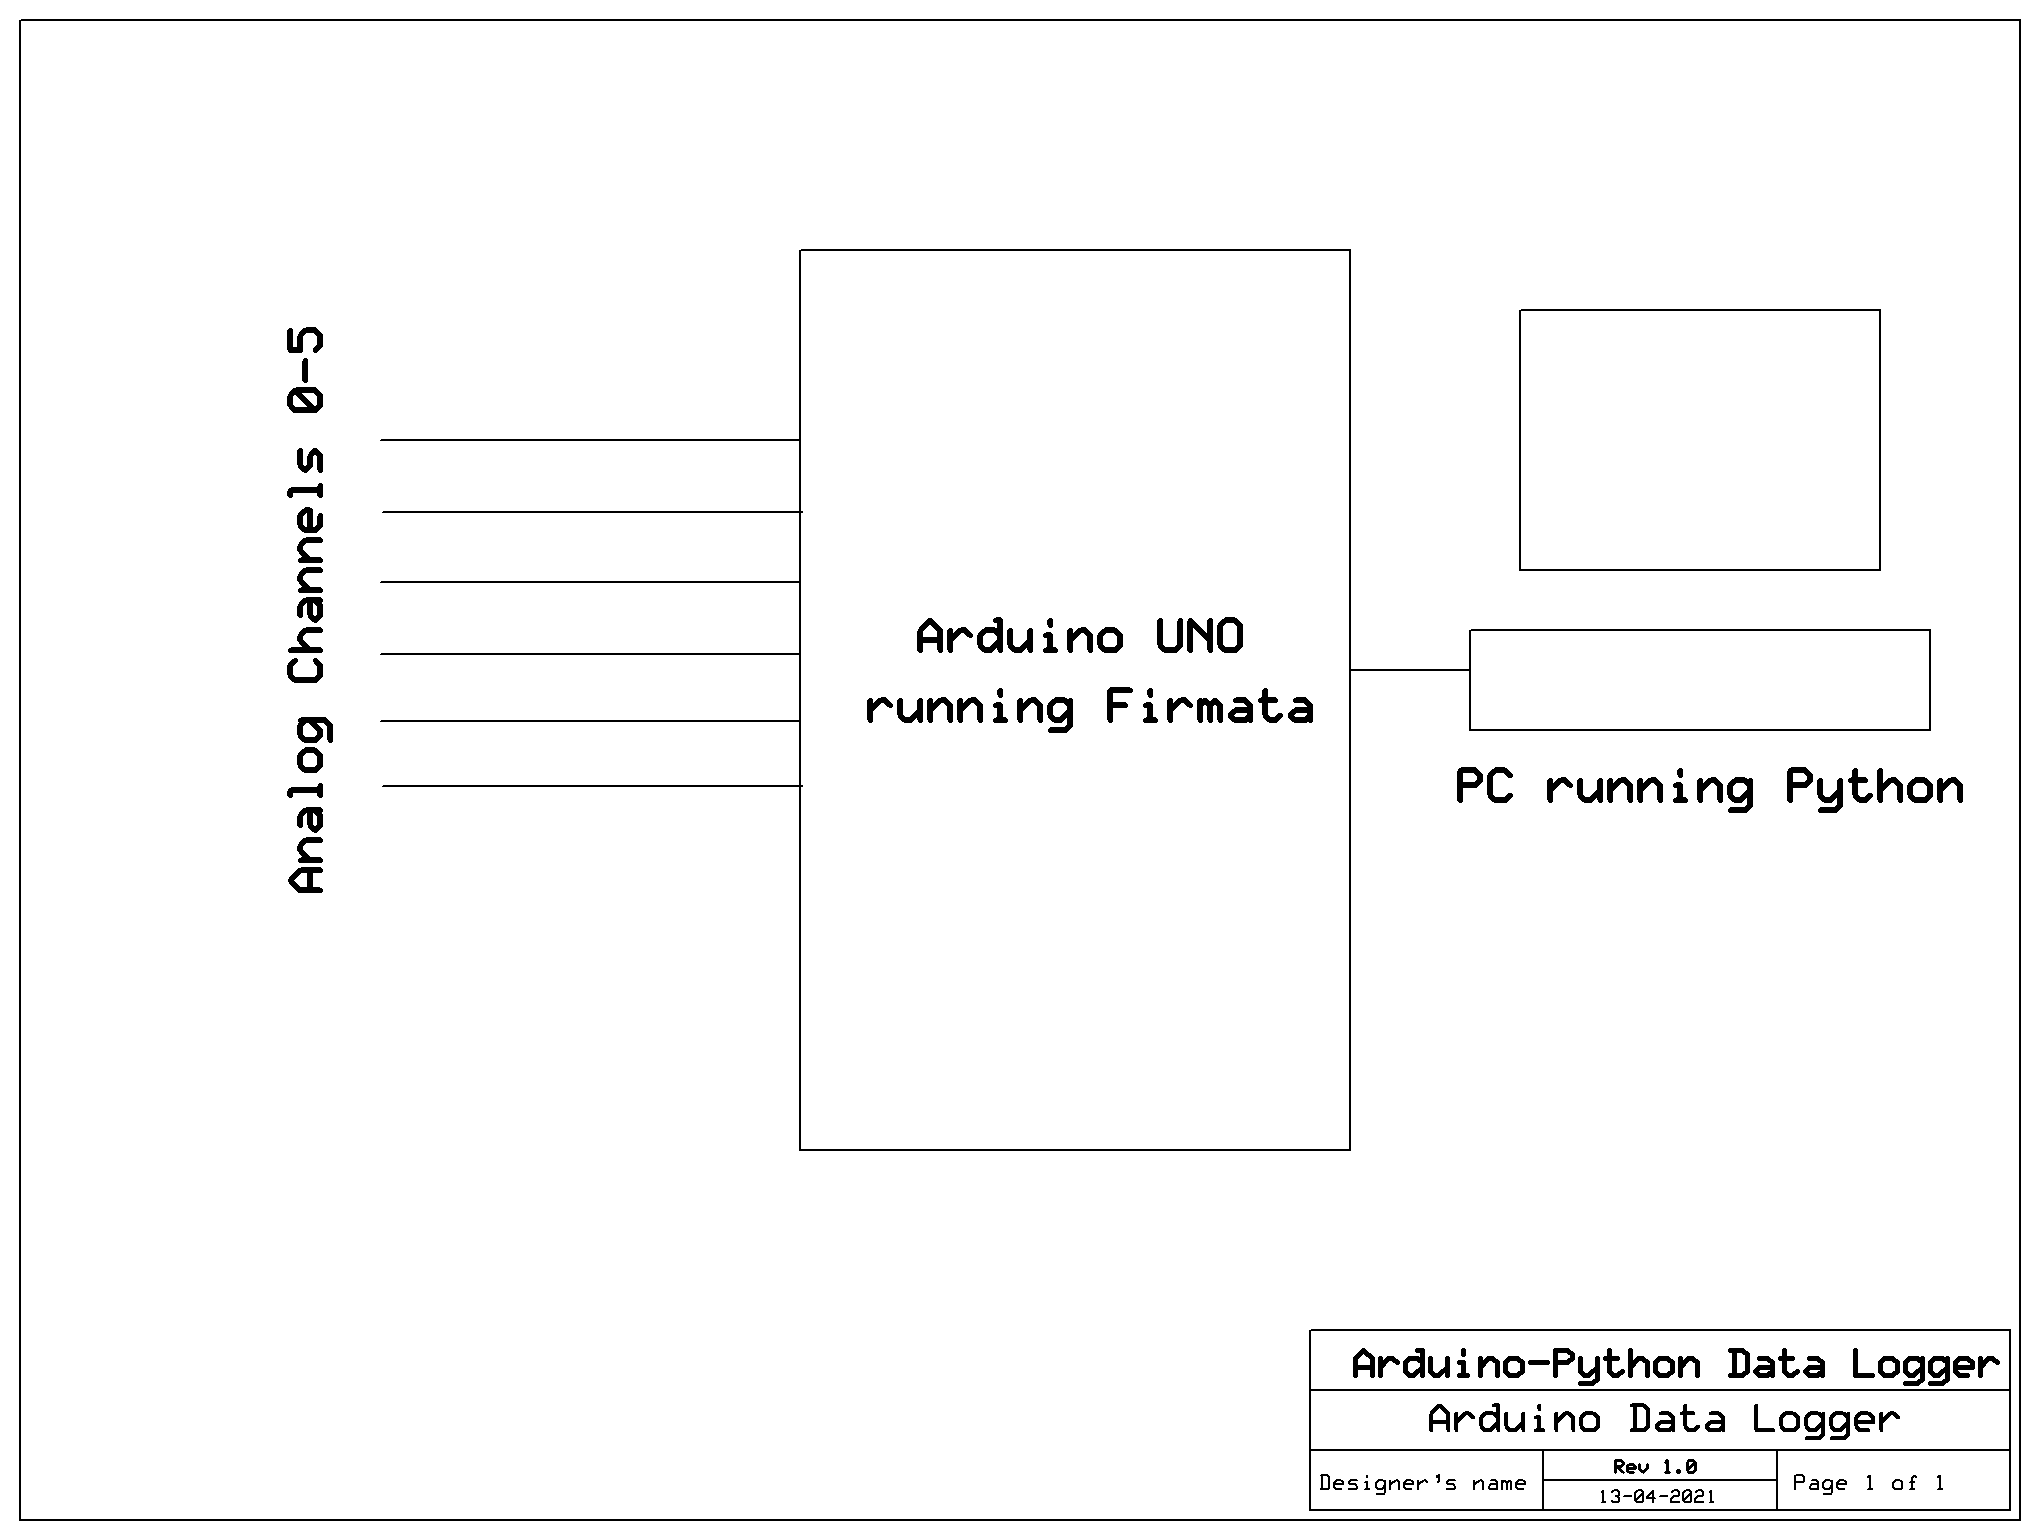 Analog Channels 0-5
Arduino UNO
running Firmata
PC running Python
Arduino-Python Data Logger
Arduino Data Logger
Designer's name
Rev 1.0
13-04-2021
Page 1 of 1